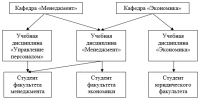 Кафедра «Менеджмент»
Кафедра «Экономика»
Учебная
дисциплина
«Управление
персоналом»
Учебная
дисциплина
«Менеджмент»
Учебная
дисциплина
«Экономика»
Студент
факультета
менеджмента
Студент
факультета
экономики
Студент
юридического
факультета